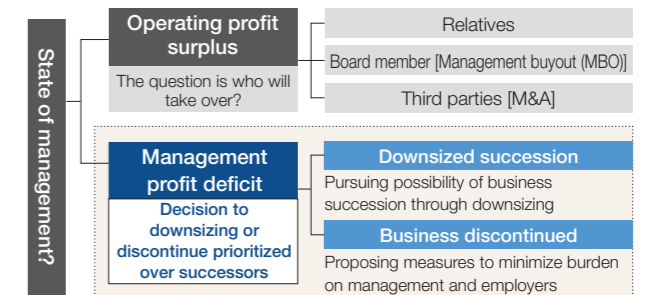 State of management?
Operating profit
surplus
The question is who will
take over?
Relatives
Board member [Management buyout (MBO)]
Third parties [M&A]
Management
profit deficit
Decision to
downsizing or
discontinue prioritized
over successors
Downsized succession
Pursuing possibility of business
succession through downsizing
Business discontinued
Proposing measures to minimize burden
on management and employers